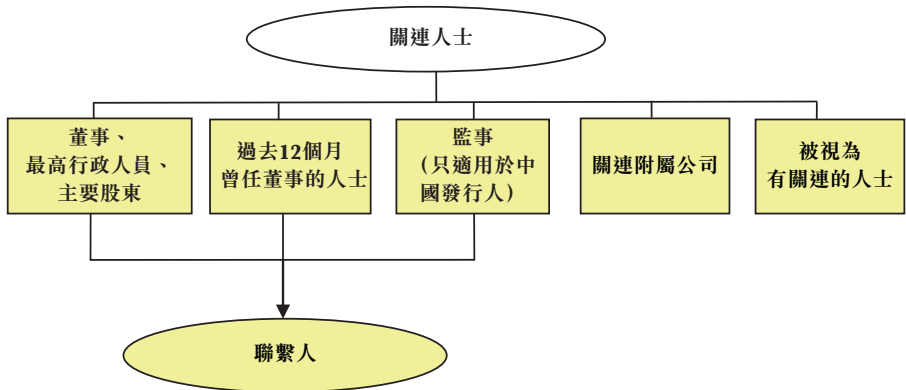 關連人士
董事、
最高行政人員、
主要股東
過去12個月
曾任董事的人士
監事
(只適用於中
國發行人)
關連附屬公司
被視為
有關連的人士
聯繫人